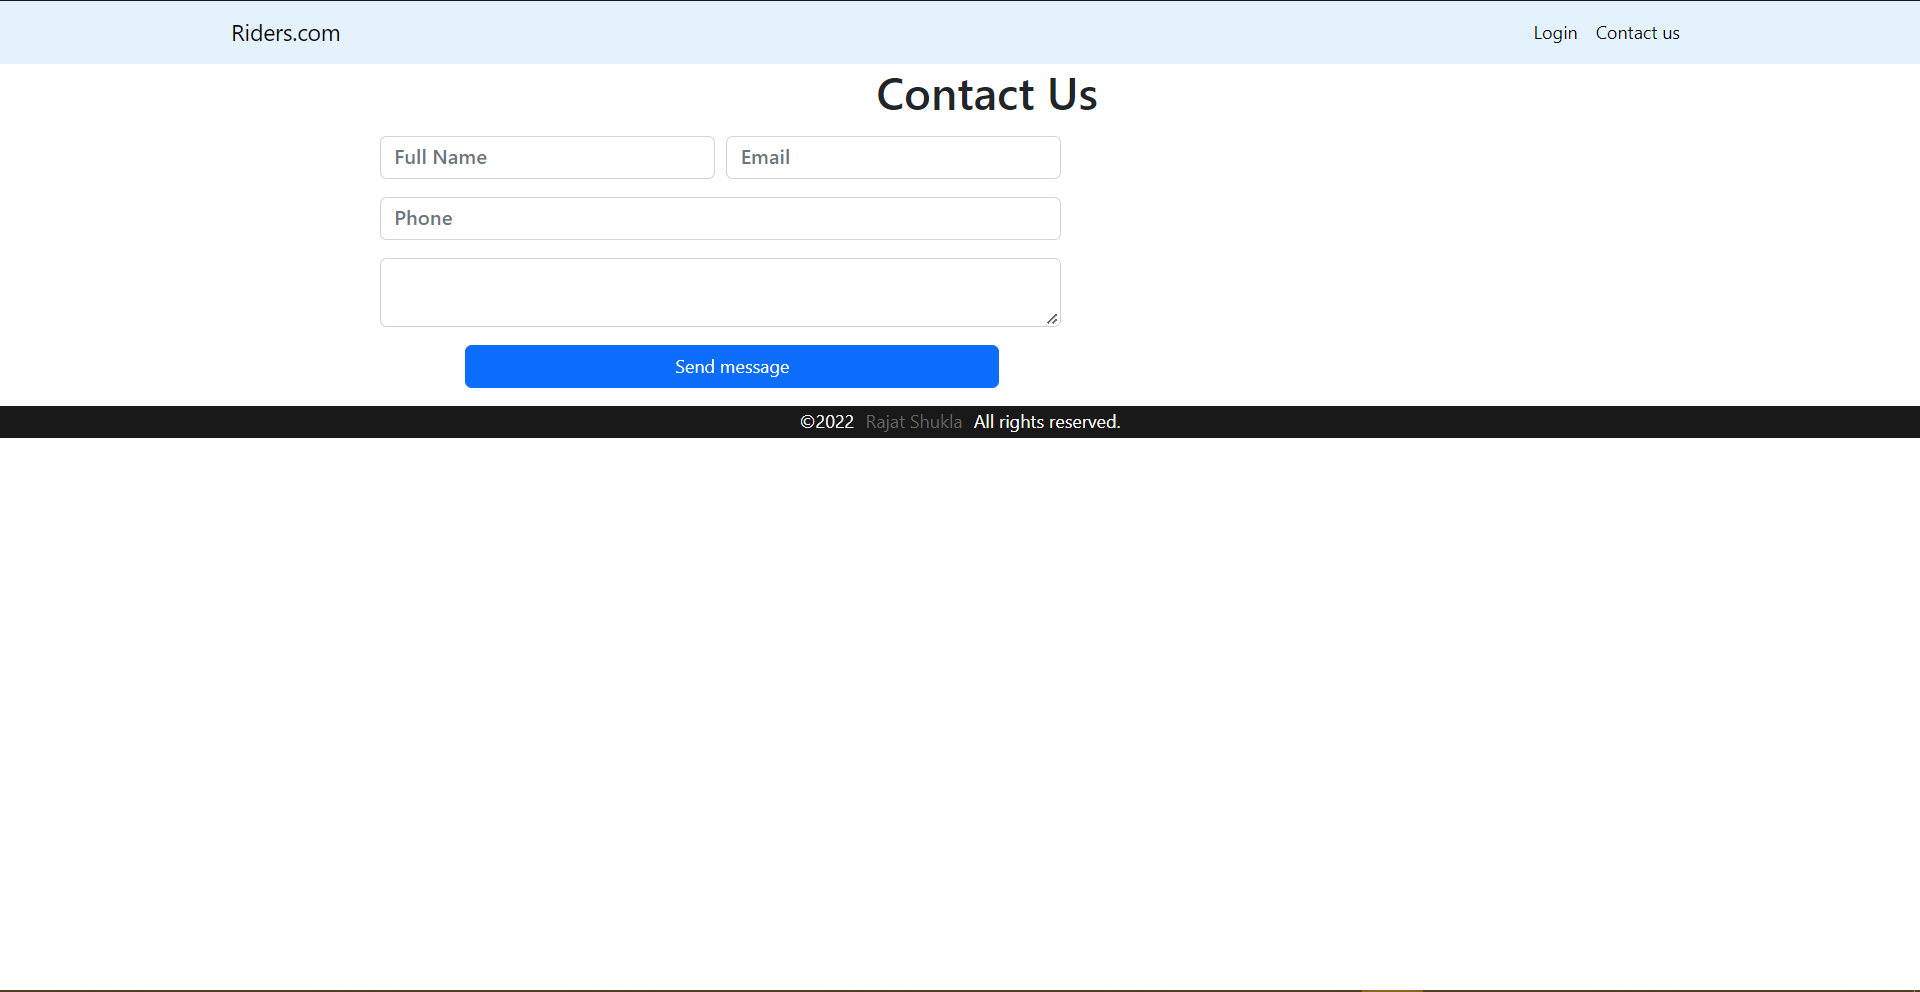 Riders.com Login Contact us
Contact Us
Full Name Email
Phone
Send message
©2022 Rajat Shukla All rights reserved.